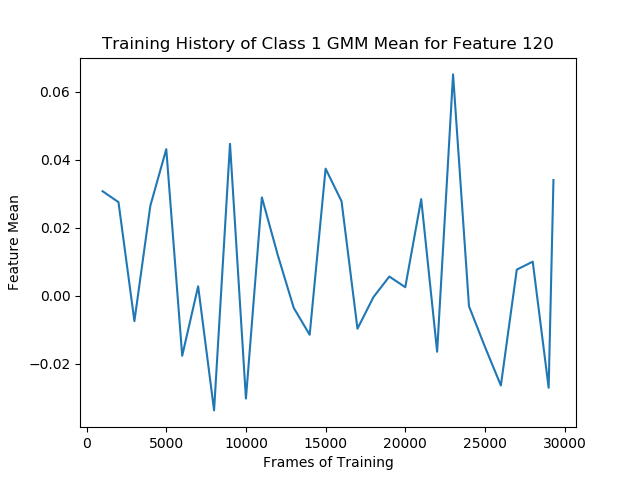 Training History of Class 1 GMM Mean for Feature 120
0.06
0.04
0.02
0.00
−0.02
Feature Mean
0 5000 10000 15000 20000 25000 30000
Frames of Training